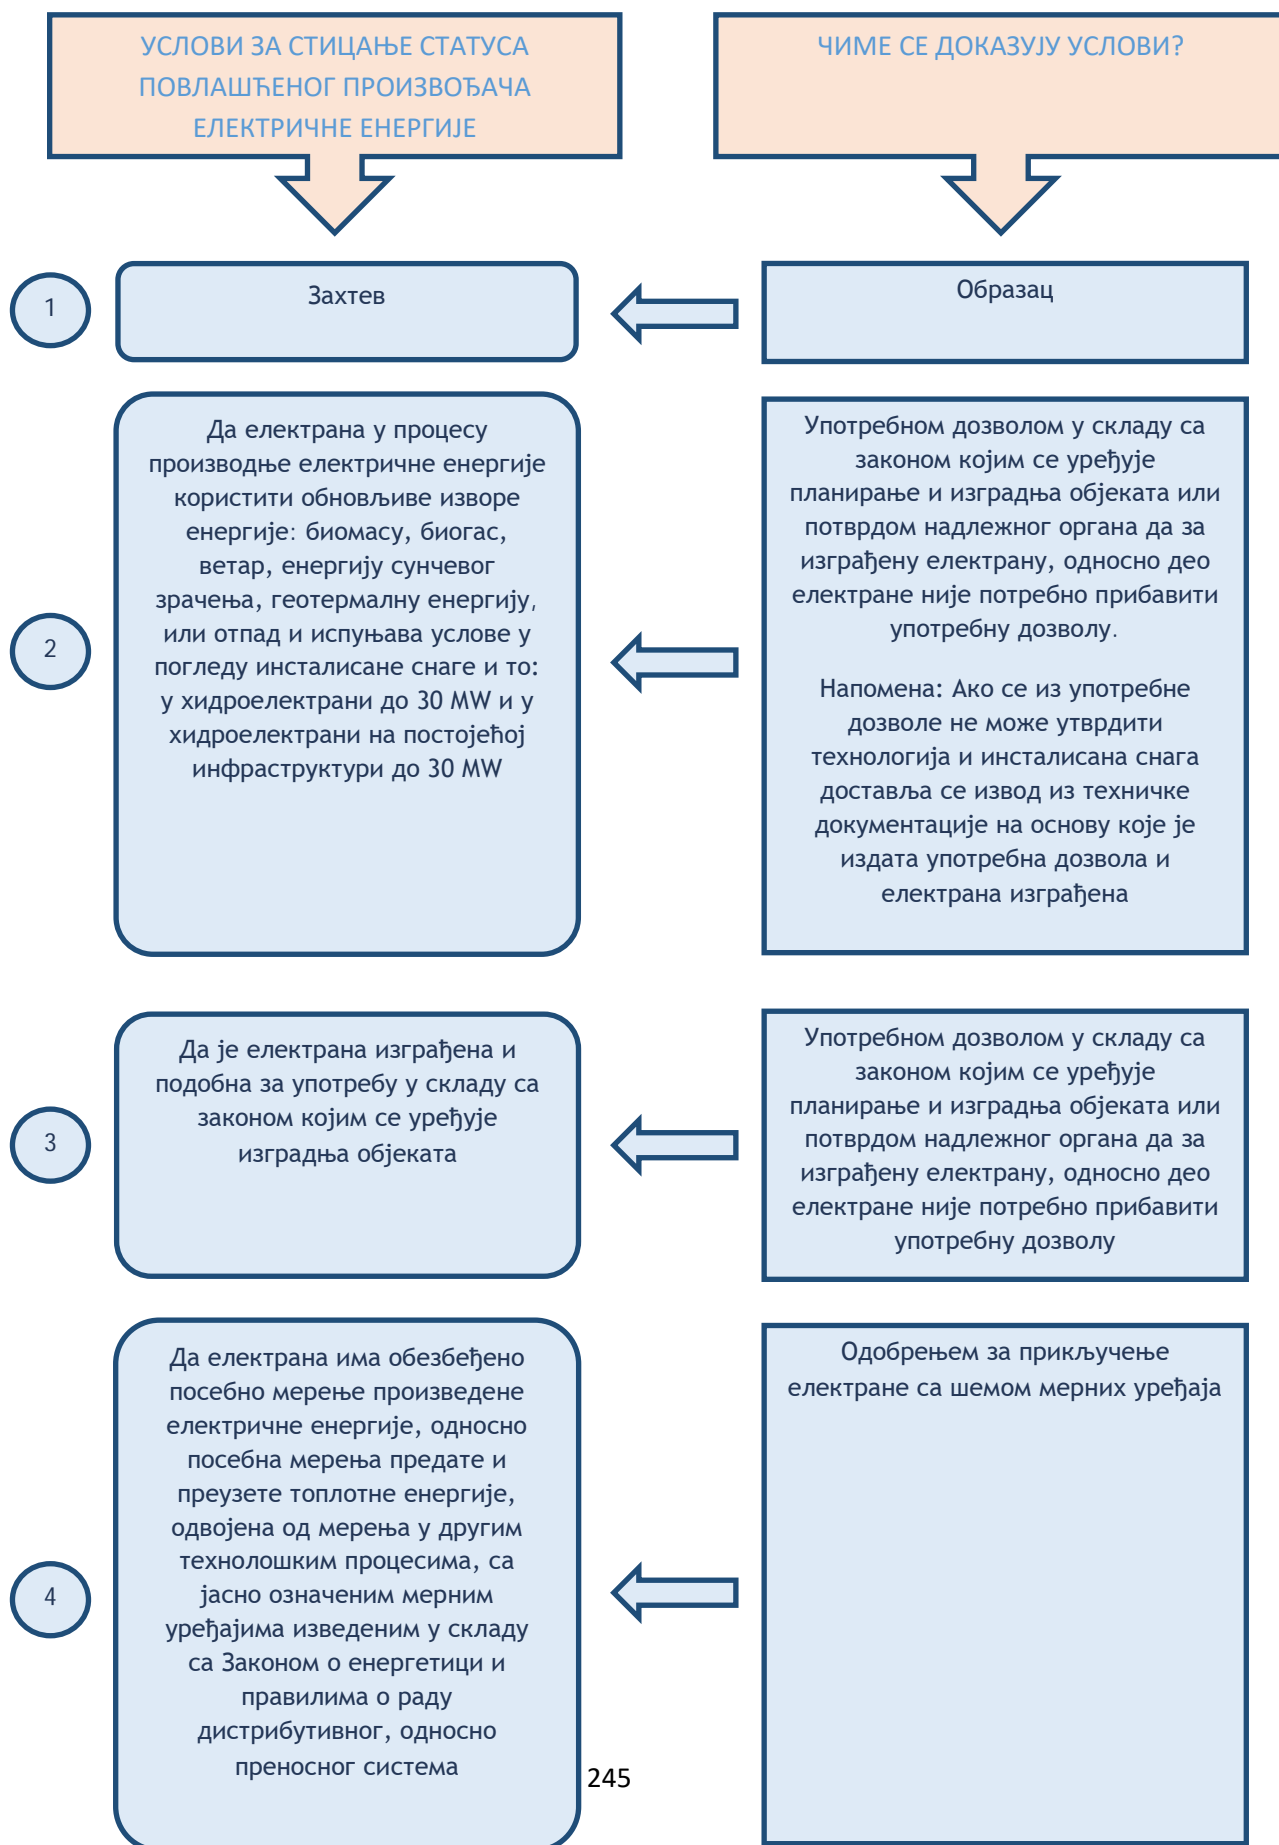 УСЛОВИ ЗА СТИЦАЊЕ СТАТУСА
ПОВЛАШЋЕНОГ ПРОИЗВОЂАЧА
ЕЛЕКТРИЧНЕ ЕНЕРГИЈЕ
ЧИМЕ СЕ ДОКАЗУЈУ УСЛОВИ?
1
Захтев
Образац
2
Да електрана у процесу
производње електричне енергије
користити обновљиве изворе
енергије: биомасу, биогас,
ветар, енергију сунчевог
зрачења, геотермалну енергију,
или отпад и испуњава услове у
погледу инсталисане снаге и то:
у хидроелектрани до 30 MW и у
хидроелектрани на постојећој
инфраструктури до 30 MW
Употребном дозволом у складу са
законом којим се уређује
планирање и изградња објеката или
потврдом надлежног органа да за
изграђену електрану, односно део
електране није потребно прибавити
употребну дозволу.
Напомена: Ако се из употребне
дозволе не може утврдити
технологија и инсталисана снага
доставља се извод из техничке
документације на основу које је
издата употребна дозвола и
електрана изграђена
3
Да је електрана изграђена и
подобна за употребу у складу са
законом којим се уређује
изградња објеката
Употребном дозволом у складу са
законом којим се уређује
планирање и изградња објеката или
потврдом надлежног органа да за
изграђену електрану, односно део
електране није потребно прибавити
употребну дозволу
4
Да електрана има обезбеђено
посебно мерење произведене
електричне енергије, односно
посебна мерења предате и
преузете топлотне енергије,
одвојена од мерења у другим
технолошким процесима, са
јасно означеним мерним
уређајима изведеним у складу
са Законом о енергетици и
правилима о раду
дистрибутивног, односно
преносног система
Одобрењем за прикључење
електране са шемом мерних уређаја
245